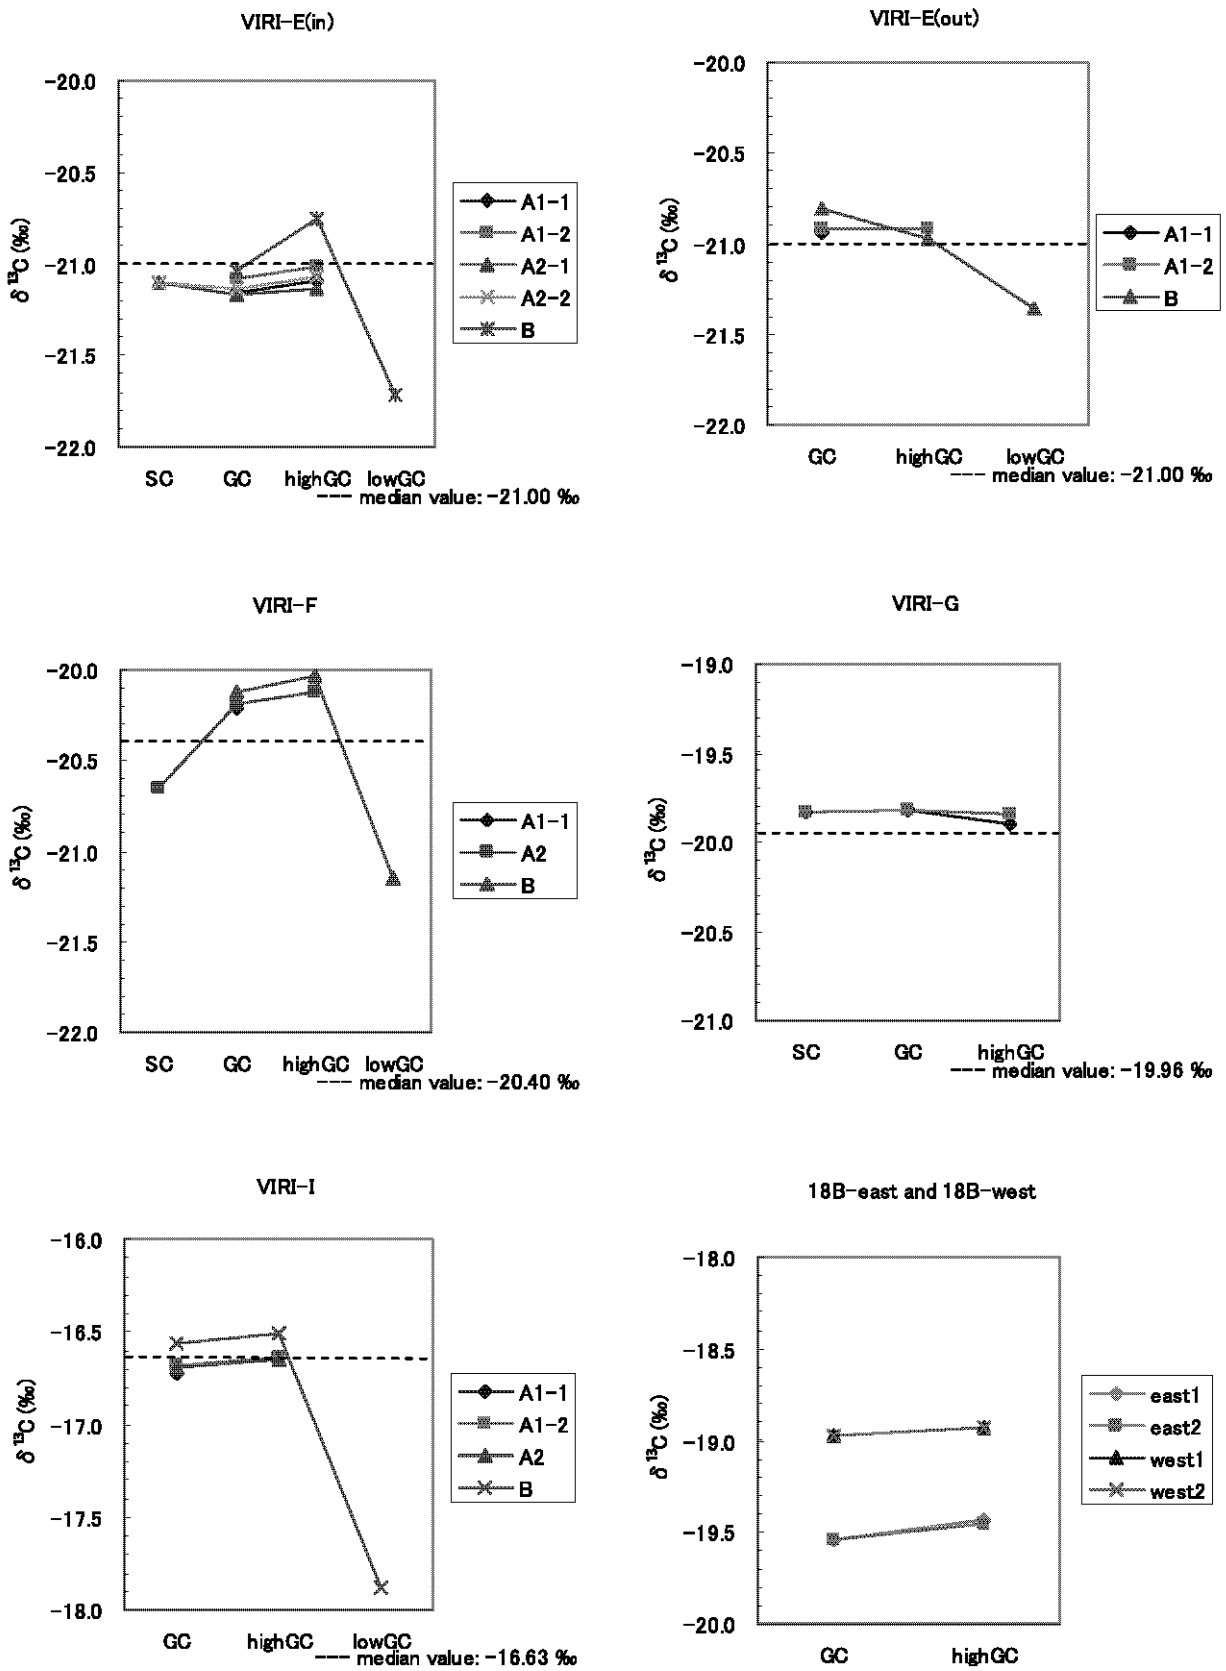 VIRI-E(in)
-20.0
-20.5
-21.0
-21.5
-22.0
δ ¹³C (‰)
SC GC highGC lowGC
--- median value: -21.00 ‰
A1-1
A1-2
A2-1
A2-2
B
VIRI-E(out)
-20.0
-20.5
-21.0
-21.5
-22.0
δ ¹³C (‰)
GC highGC lowGC
--- median value: -21.00 ‰
A1-1
A1-2
B
VIRI-F
-20.0
-20.5
-21.0
-21.5
-22.0
δ ¹³C (‰)
SC GC highGC lowGC
--- median value: -20.40 ‰
A1-1
A2
B
VIRI-G
-19.0
-19.5
-20.0
-20.5
-21.0
δ ¹³C (‰)
SC GC highGC
--- median value: -19.96 ‰
VIRI-I
-16.0
-16.5
-17.0
-17.5
-18.0
δ ¹³C (‰)
GC highGC lowGC
--- median value: -16.63 ‰
A1-1
A1-2
A2
B
18B-east and 18B-west
-18.0
-18.5
-19.0
-19.5
-20.0
δ ¹³C (‰)
GC highGC
east1
east2
west1
west2